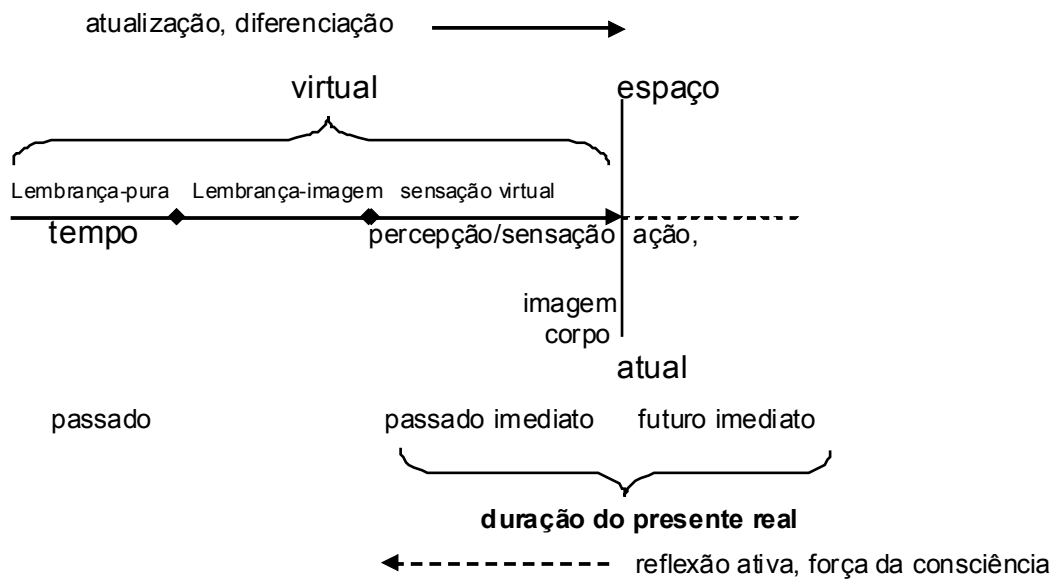 atualização, diferenciação
virtual
espaço
Lembrança-pura
Lembrança-imagem
sensação virtual
tempo
percepção/sensação
ação,
imagem
corpo
atual
passado
passado imediato
futuro imediato
duração do presente real
reflexão ativa, força da consciência